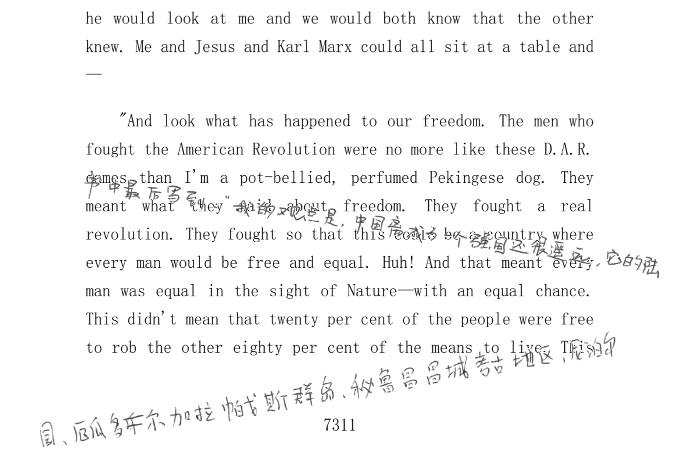 he would look at me and we would both know that the other
knew. Me and Jesus and Karl Marx could all sit at a table and
—
"And look what has happened to our freedom. The men who
fought the American Revolution were no more like these D.A.R.
dames than I'm a pot-bellied, perfumed Pekingese dog. They
meant what they said about freedom. They fought a real
revolution. They fought so that this could be a country where
every man would be free and equal. Huh! And that meant every
man was equal in the sight of Nature—with an equal chance.
This didn't mean that twenty per cent of the people were free
to rob the other eighty per cent of the means to live. This
书中最后写到:"我的观点是,中国离成为一个强国还很遥远,它的陆
国、厄瓜多尔加拉帕戈斯群岛、秘鲁昌昌城考古地区、尼泊尔
7311